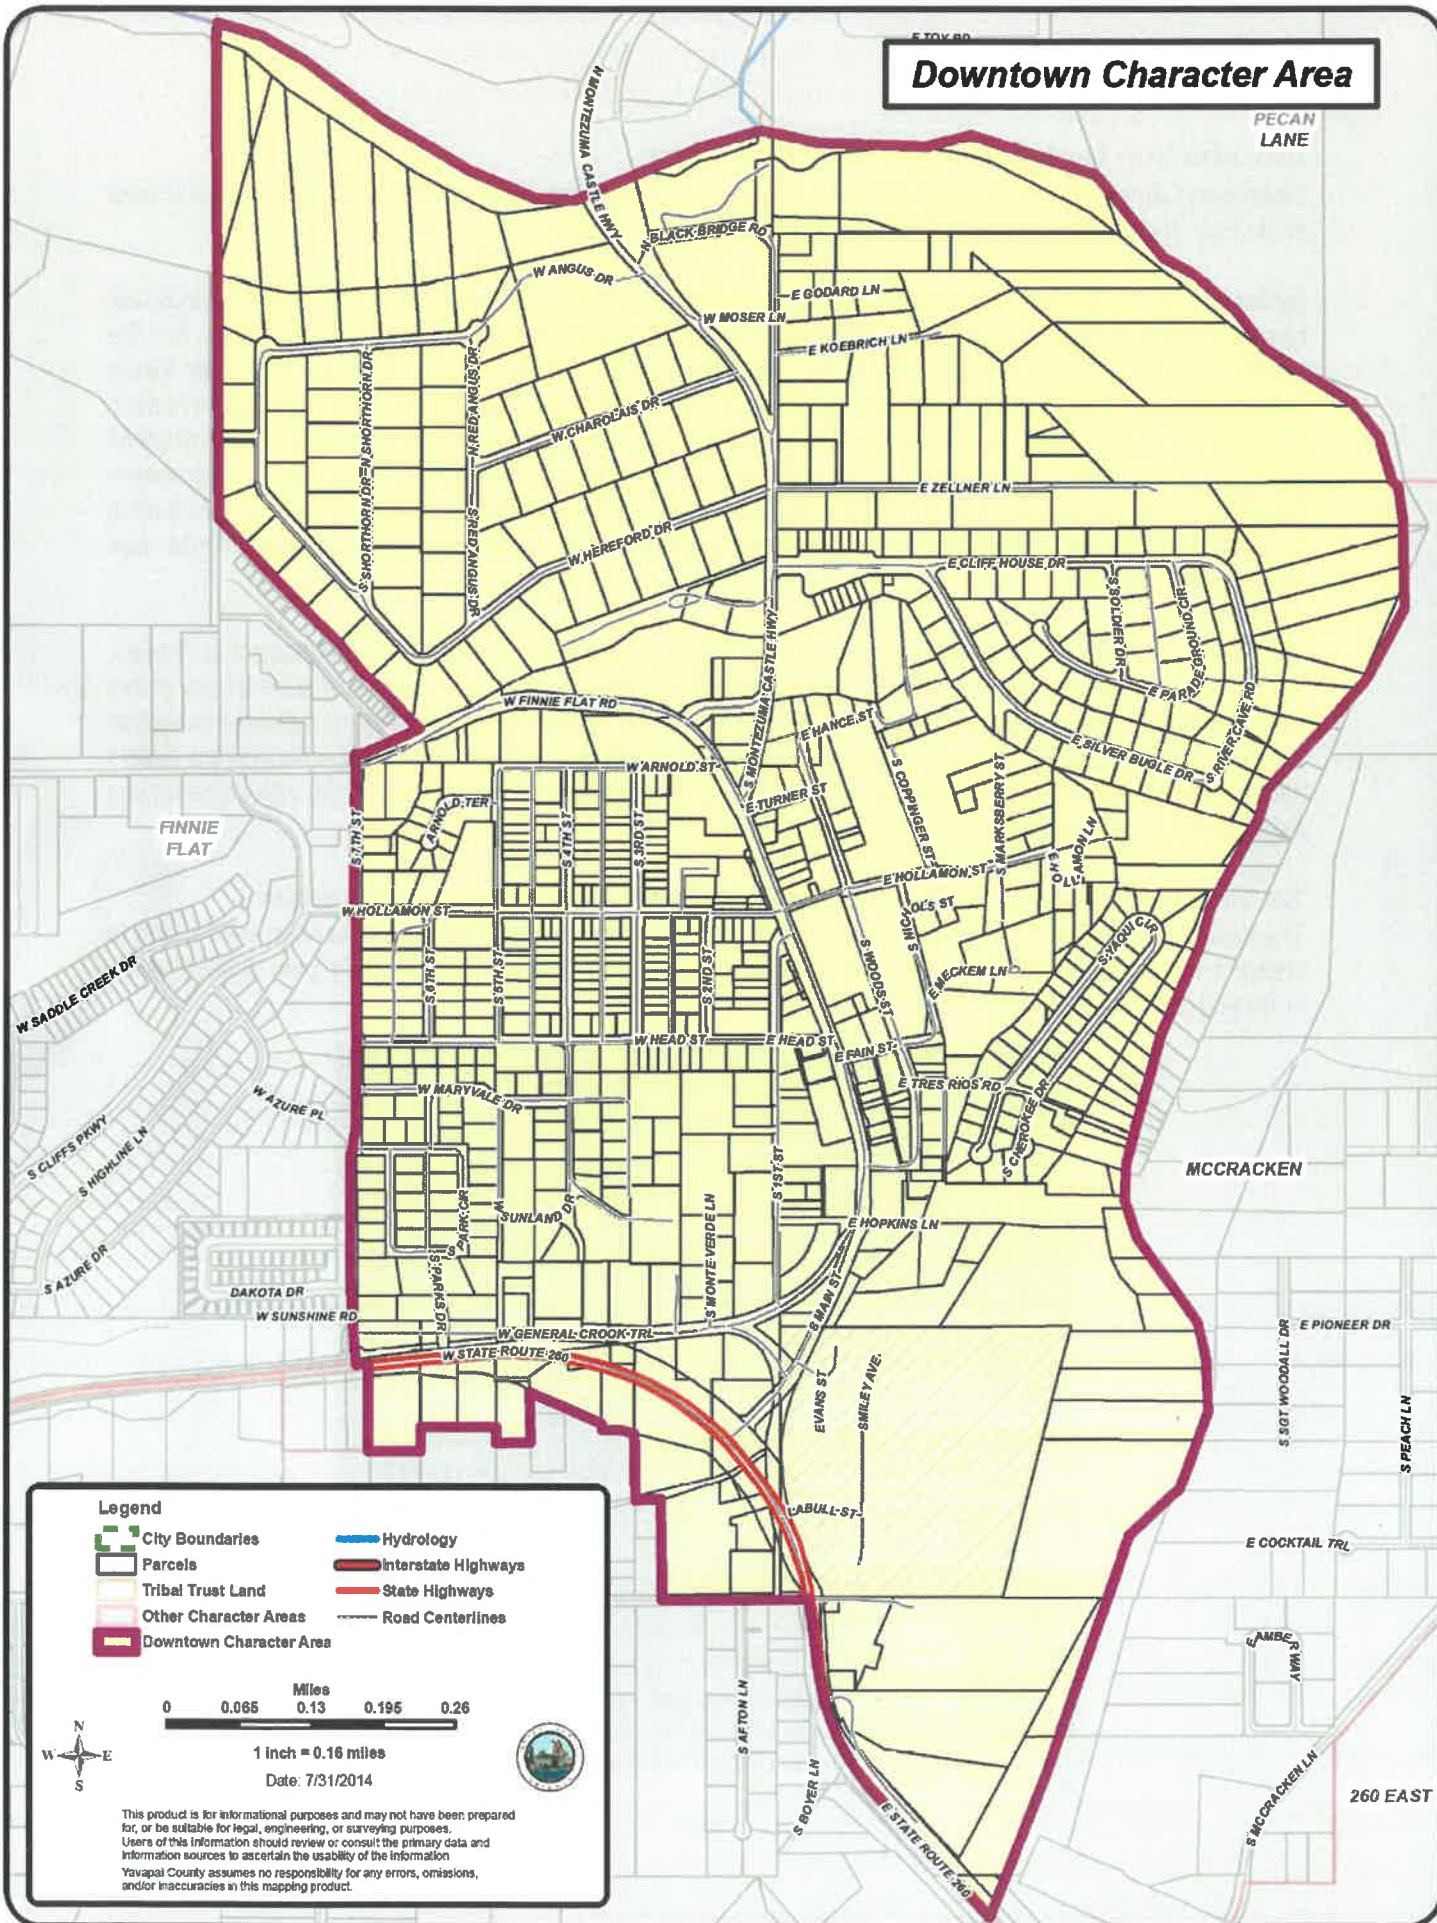 E TOY RD
Downtown Character Area
PECAN
LANE
N MONTEZUMA CASTLE HWY
N BLACK BRIDGE RD
W ANGUS DR
E GODARD LN
W MOSER LN
E KOEBRICH LN
N SHORTHORN DR
N RED ANGUS DR
W CHAROLAIS DR
E ZELLNER LN
S SHORTHORN DR
S RED ANGUS DR
W HEREFORD DR
E CLIFF HOUSE DR
S SOLDIER DR
E PARADE GROUND CIR
S MONTEZUMA CASTLE HWY
W FINNIE FLAT RD
E HANCE ST
E SILVER BUGLE DR
S RIVER CAVE RD
W ARNOLD ST
E TURNER ST
S COPPINGER ST
S MARKSBERRY ST
ARNOLD TER
S 7TH ST
S 4TH ST
S 3RD ST
FINNIE
FLAT
E HOLLAMON ST
E HOLLAMON LN
W HOLLAMON ST
S NICHOLS ST
S YAQUI CIR
W SADDLE CREEK DR
S 6TH ST
S 5TH ST
S 2ND ST
S WOODS ST
E MECKEM LN
W HEAD ST
E HEAD ST
E FAIN ST
W MARYVALE DR
E TRES RIOS RD
W AZURE PL
S CHEROKEE DR
S CLIFFS PKWY
S HIGHLINE LN
S 1ST ST
MCCRACKEN
S PARK CIR
W SUNLAND DR
S MONTE VERDE LN
E HOPKINS LN
S AZURE DR
S PARKS DR
DAKOTA DR
W SUNSHINE RD
S MAIN ST
W GENERAL CROOK TRL
W STATE ROUTE 260
E PIONEER DR
S SGT WOODALL DR
EVANS ST
SMILEY AVE
S PEACH LN
LABULL ST
E COCKTAIL TRL
E AMBER WAY
S AFTON LN
S BOYER LN
S MCCRACKEN LN
260 EAST
E STATE ROUTE 260
Legend
City Boundaries
Parcels
Tribal Trust Land
Other Character Areas
Downtown Character Area
Hydrology
Interstate Highways
State Highways
Road Centerlines
Miles
0 0.065 0.13 0.195 0.26
N
W E
S
1 inch = 0.16 miles
Date: 7/31/2014
This product is for informational purposes and may not have been prepared
for, or be suitable for legal, engineering, or surveying purposes.
Users of this information should review or consult the primary data and
information sources to ascertain the usability of the information
Yavapai County assumes no responsibility for any errors, omissions,
and/or inaccuracies in this mapping product.